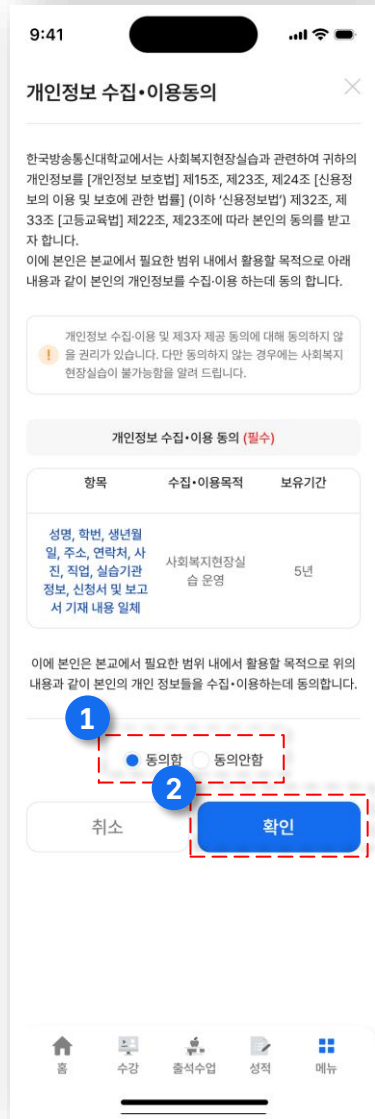 9:41
개인정보 수집•이용동의
한국방송통신대학교에서는 사회복지현장실습과 관련하여 귀하의
개인정보를 [개인정보 보호법] 제15조, 제23조, 제24조 [신용정
보의 이용 및 보호에 관한 법률] (이하 ‘신용정보법’) 제32조, 제
33조 [고등교육법] 제22조, 제23조에 따라 본인의 동의를 받고
자 합니다.
이에 본인은 본교에서 필요한 범위 내에서 활용할 목적으로 아래
내용과 같이 본인의 개인정보를 수집·이용 하는데 동의 합니다.
개인정보 수집·이용 및 제3자 제공 동의에 대해 동의하지 않
을 권리가 있습니다. 다만 동의하지 않는 경우에는 사회복지
현장실습이 불가능함을 알려 드립니다.
개인정보 수집•이용 동의 (필수)
항목 수집•이용목적 보유기간
성명, 학번, 생년월
일, 주소, 연락처, 사
진, 직업, 실습기관
정보, 신청서 및 보고
서 기재 내용 일체
사회복지현장실
습 운영
5년
이에 본인은 본교에서 필요한 범위 내에서 활용할 목적으로 위의
내용과 같이 본인의 개인 정보들을 수집•이용하는데 동의합니다.
1
동의함 동의안함
2
취소 확인
홈 수강 출석수업 성적 메뉴